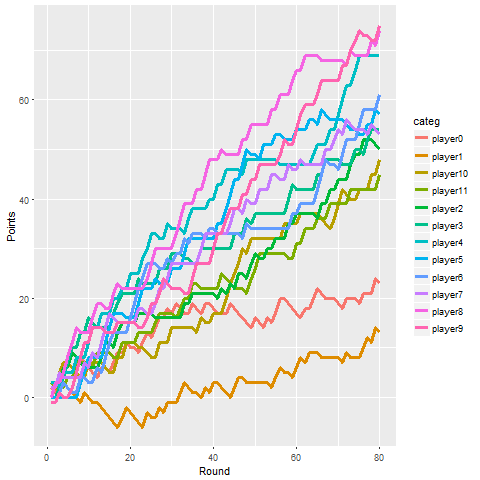 categ
player0
player1
player10
player11
player2
player3
player4
player5
player6
player7
player8
player9
Points
60
40
20
0
0
20
40
60
80
Round